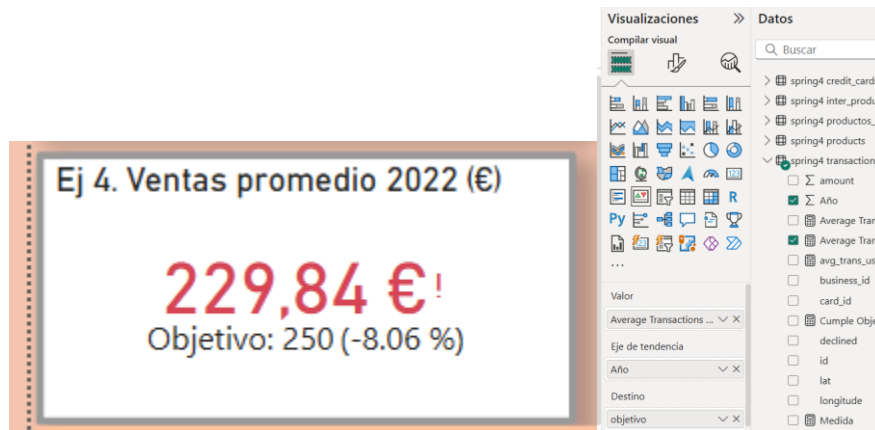 Ej 4. Ventas promedio 2022 (€)
229,84 €!
Objetivo: 250 (-8.06 %)
Visualizaciones
Compilar visual
R
Py
123
...
Valor
Average Transactions ...
Eje de tendencia
Año
Destino
objetivo
Datos
Buscar
spring4 credit_card
spring4 inter_produ
spring4 productos_
spring4 products
spring4 transaction
Σ amount
Σ Año
Average Tran
Average Tran
avg_trans_us
business_id
card_id
Cumple Obje
declined
id
lat
longitude
Medida